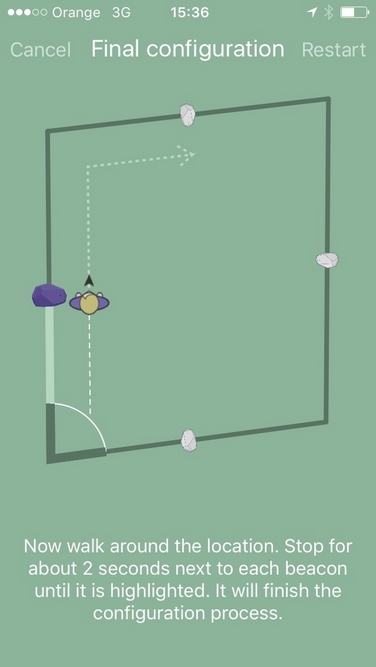 Orange 3G 15:36
Cancel Final configuration Restart
Now walk around the location. Stop for
about 2 seconds next to each beacon
until it is highlighted. It will finish the
configuration process.